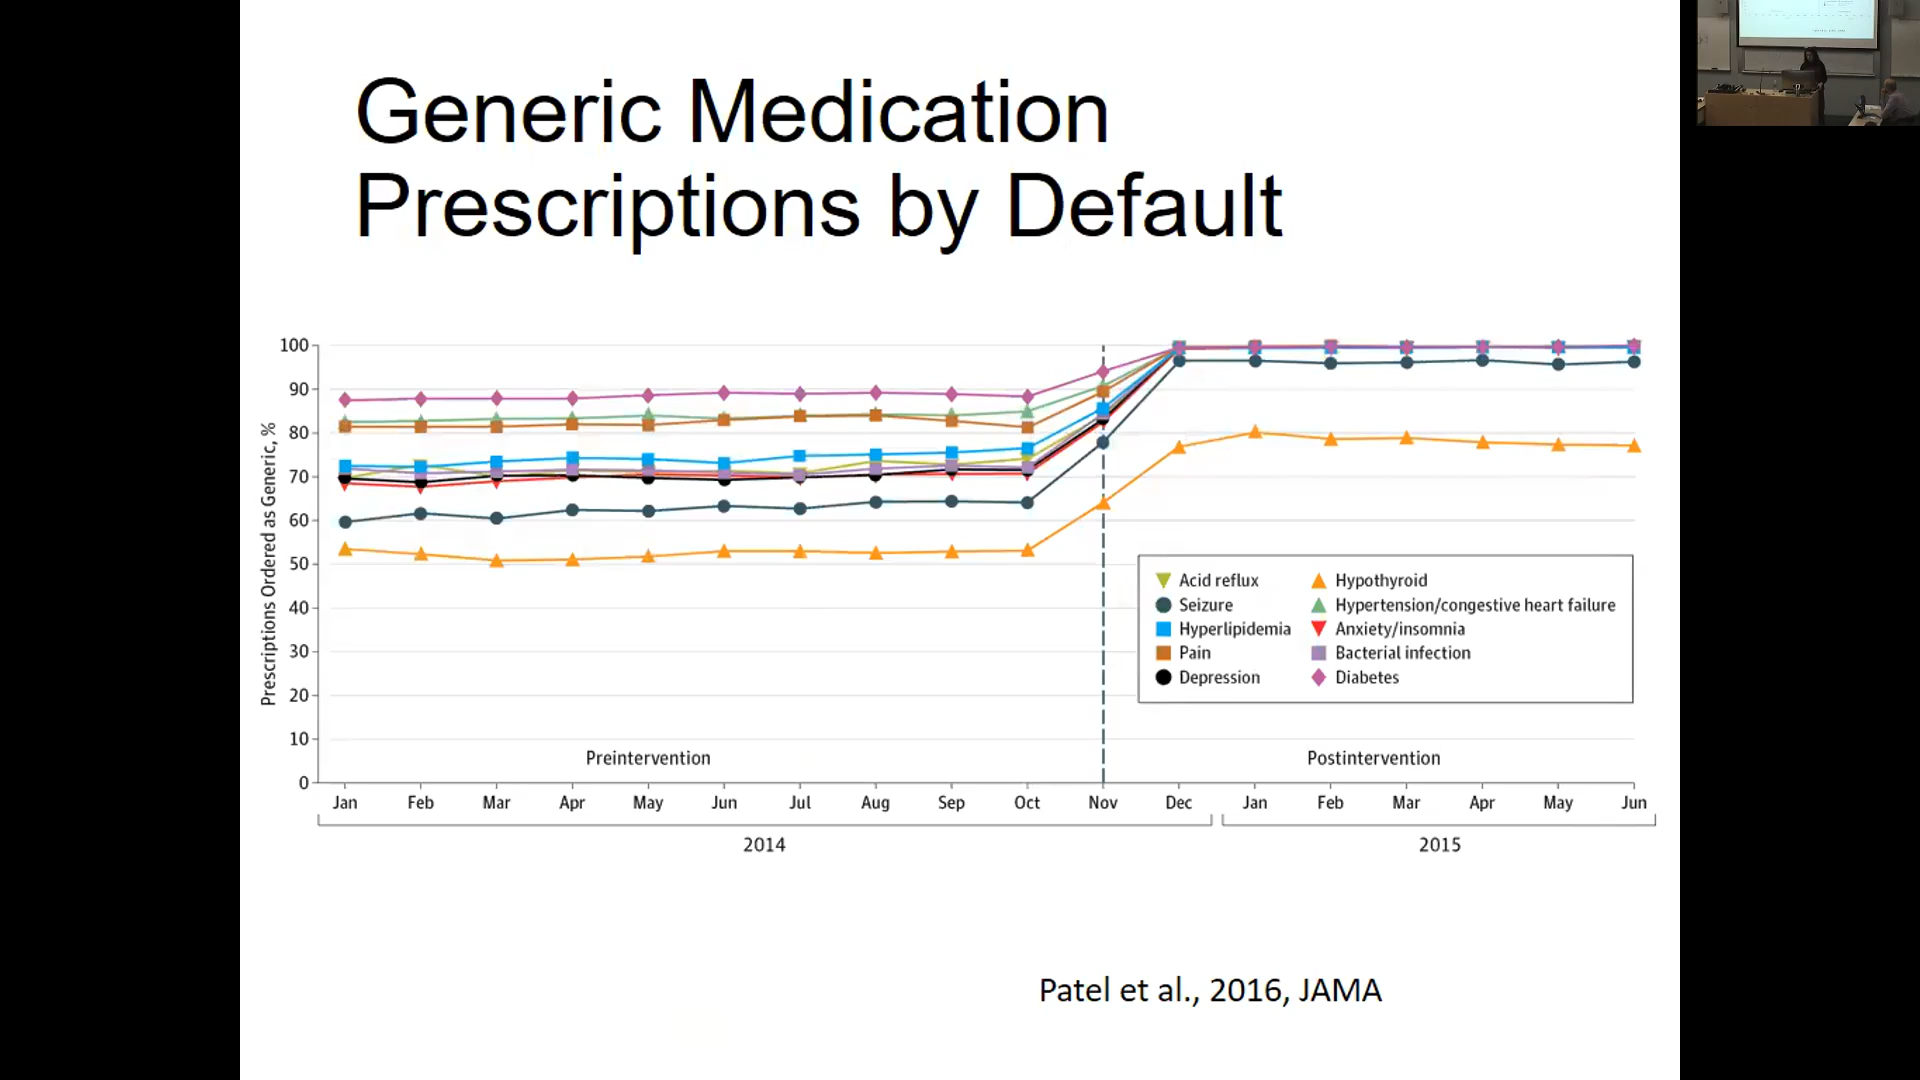 Generic Medication
Prescriptions by Default
Prescriptions Ordered as Generic, %
100
90
80
70
60
50
40
30
20
10
0
Acid reflux
Seizure
Hyperlipidemia
Pain
Depression
Hypothyroid
Hypertension/congestive heart failure
Anxiety/insomnia
Bacterial infection
Diabetes
Preintervention
Postintervention
Jan Feb Mar Apr May Jun Jul Aug Sep Oct Nov Dec Jan Feb Mar Apr May Jun
2014
2015
Patel et al., 2016, JAMA